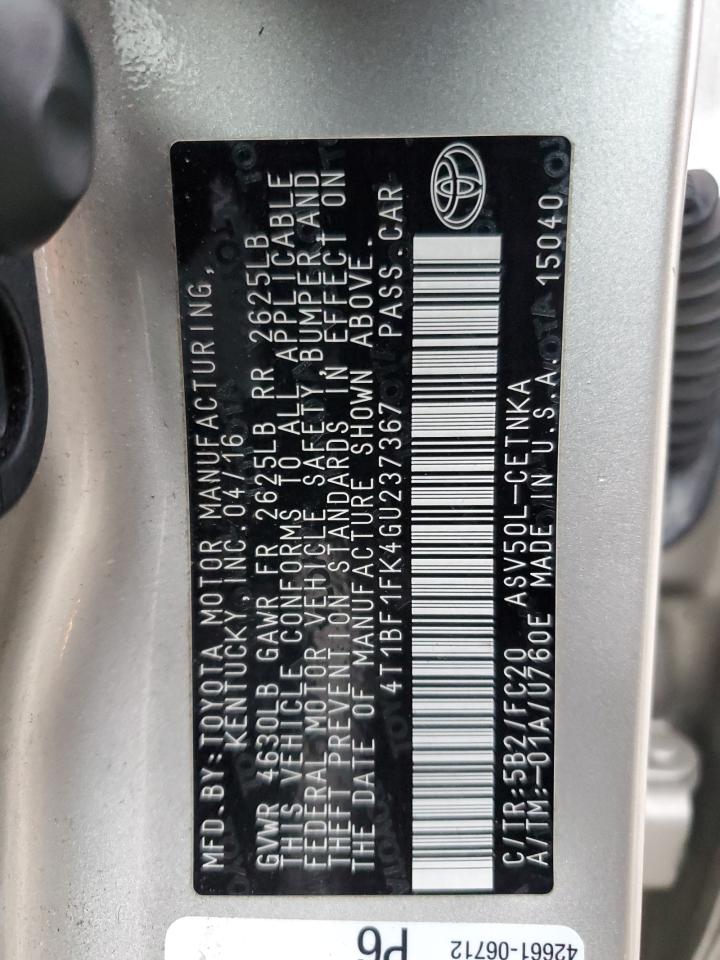 MFD. BY: TOYOTA MOTOR MANUFACTURING,
KENTUCKY, INC. 04/16
GVWR 4630LB GAWR FR 2625LB RR 2625LB
THIS VEHICLE CONFORMS TO ALL APPLICABLE
FEDERAL MOTOR VEHICLE SAFETY, BUMPER, AND
THEFT PREVENTION STANDARDS IN EFFECT ON
THE DATE OF MANUFACTURE SHOWN ABOVE.
4T1BF1FK4GU237367 PASS. CAR
C/TR: 5B2/FC20 ASV50L-CETNKA
A/TM: -01A/U760E MADE IN U.S.A. 15040
P6 42661-06712